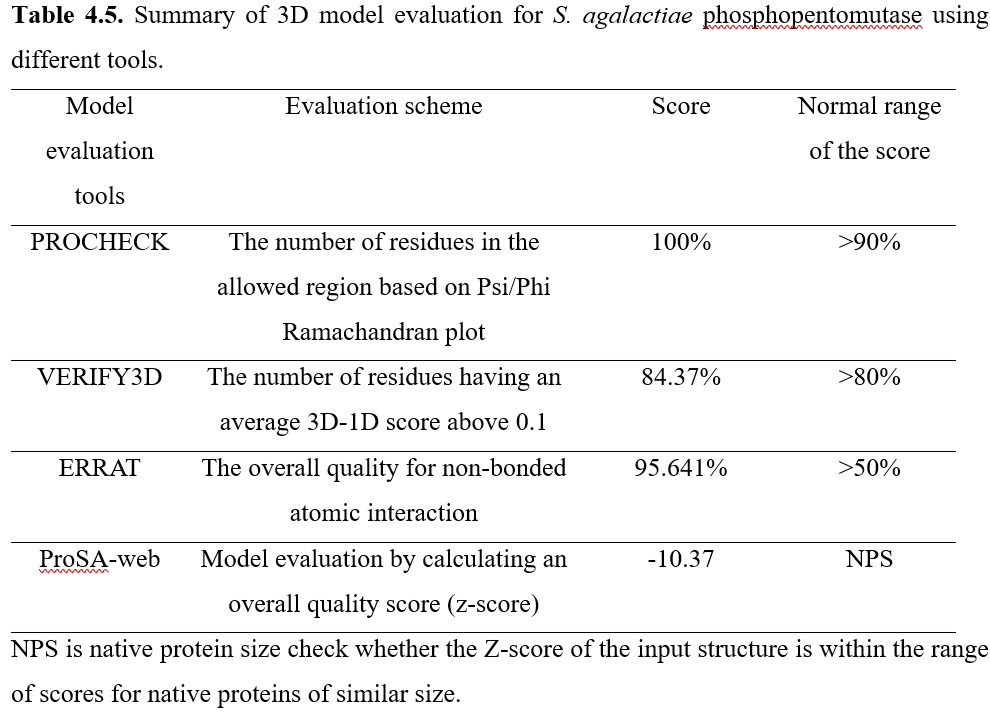 Table 4.5. Summary of 3D model evaluation for S. agalactiae phosphopentomutase using
different tools.
Model evaluation tools
Evaluation scheme
Score
Normal range of the score
PROCHECK
The number of residues in the
allowed region based on Psi/Phi
Ramachandran plot
100%
>90%
VERIFY3D
The number of residues having an
average 3D-1D score above 0.1
84.37%
>80%
ERRAT
The overall quality for non-bonded
atomic interaction
95.641%
>50%
ProSA-web
Model evaluation by calculating an
overall quality score (z-score)
-10.37
NPS
NPS is native protein size check whether the Z-score of the input structure is within the range
of scores for native proteins of similar size.